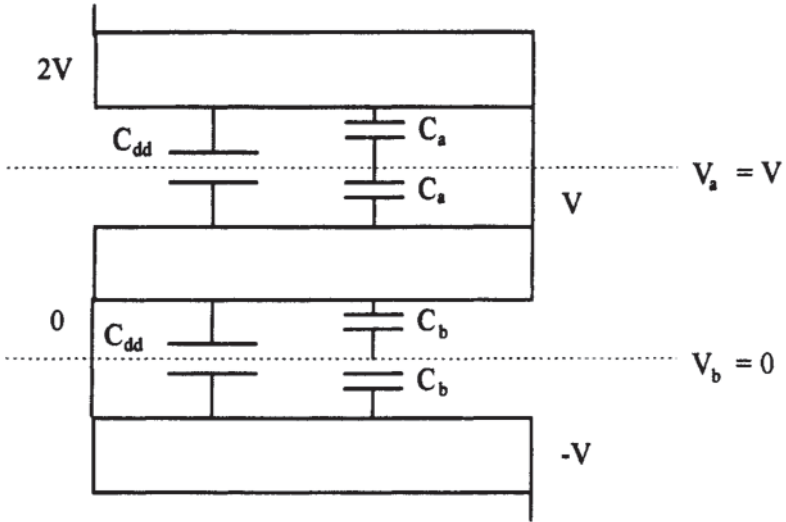 2V
C_dd
C_a
C_a
V_a = V
V
0
C_dd
C_b
C_b
V_b = 0
-V